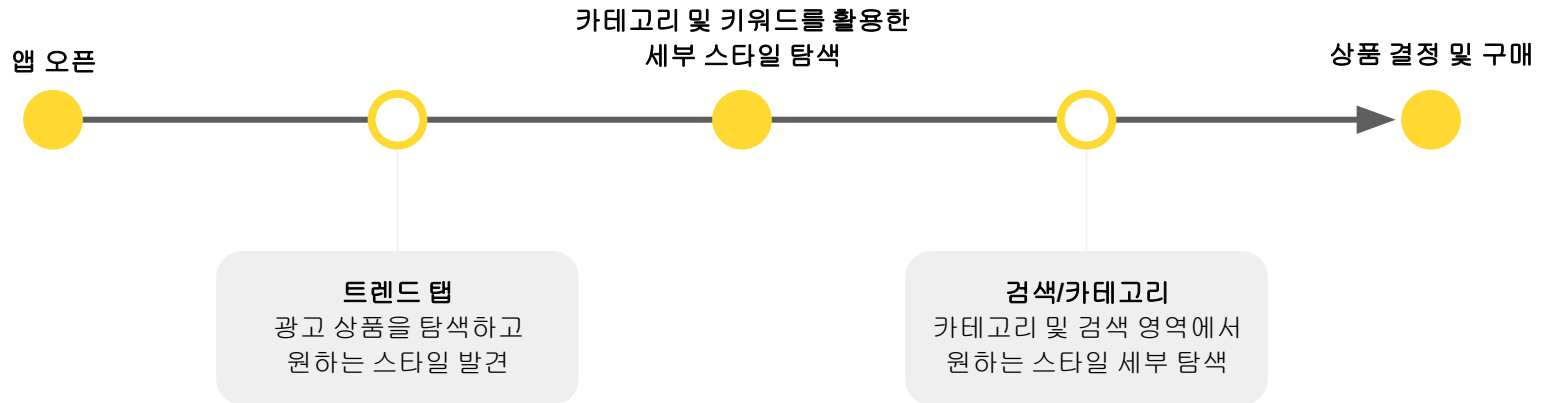 앱 오픈
카테고리 및 키워드를 활용한
세부 스타일 탐색
상품 결정 및 구매
트렌드 탭
광고 상품을 탐색하고
원하는 스타일 발견
검색/카테고리
카테고리 및 검색 영역에서
원하는 스타일 세부 탐색